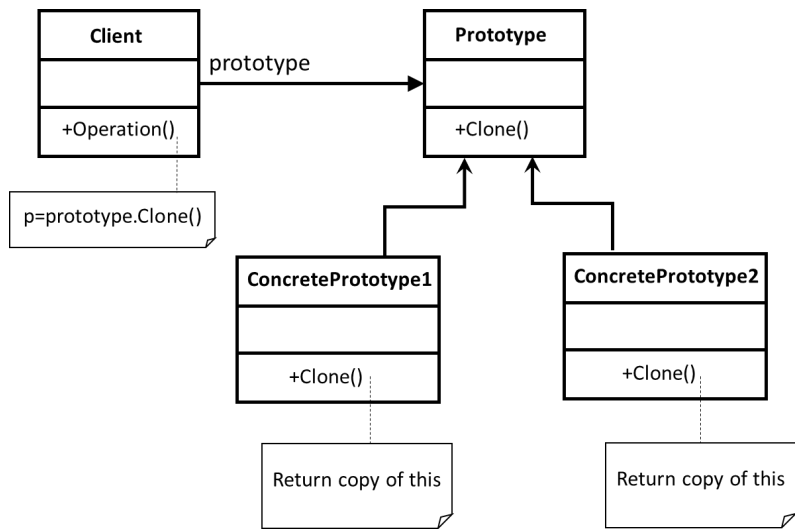 Client
prototype
+Operation()
p=prototype.Clone()
Prototype
+Clone()
ConcretePrototype1
+Clone()
Return copy of this
ConcretePrototype2
+Clone()
Return copy of this